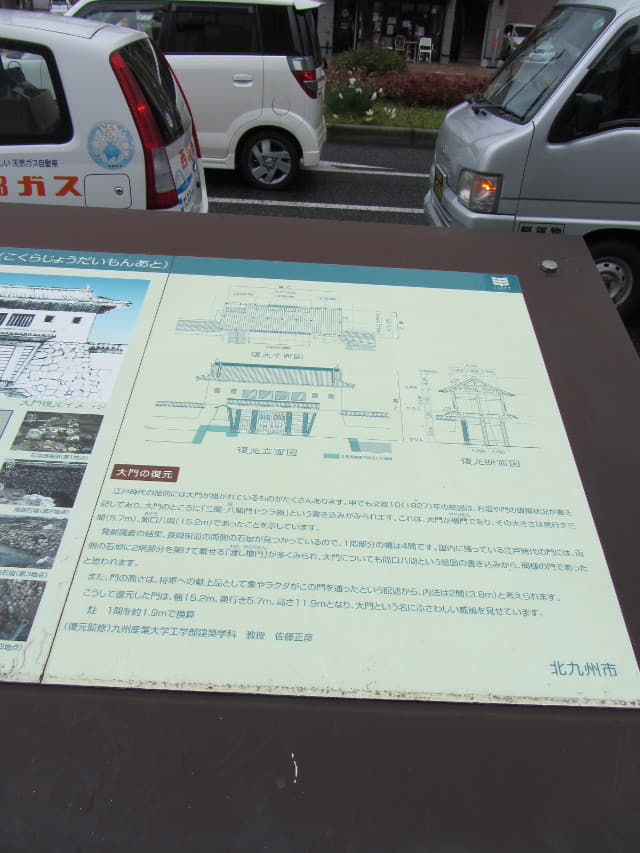 しい天然ガス自動車
ガス
軽貨物
(こくらじょうだいもんあと)
復元平面図
大門復元イメージ
復元立面図
復元断面図
大門の復元
江戸時代の絵図には大門が描かれているものがたくさんあります。中でも文政10(1827)年の絵図は、石垣や門の破損状況が書き
記してあり、大門のところに「三間 八間門ヤクラ損」という書き込みがみられます。これは、大門が櫓門であり、その大きさは奥行き三
間(5.7m)、間口八間(15.2m)であったことを示しています。
発掘調査の結果、長崎街道の両側の石垣が見つかっているので、1階部分の幅は4間です。国内に残っている江戸時代の門には、両
側の石垣に2階部分を架けて載せる「渡し櫓門」が多くみられ、大門についても間口八間という絵図の書き込みから、同様の門であった
と思われます。
また、門の高さは、将軍への献上品として象やラクダがこの門を通ったという記述から、内法は2間(3.8m)と考えられます。
こうして復元した門は、幅15.2m、奥行き5.7m、高さ11.9mとなり、大門という名にふさわしい威風を見せています。
註 1間を約1.9mで換算
(復元監修)九州産業大学工学部建築学科 教授 佐藤正彦
北九州市